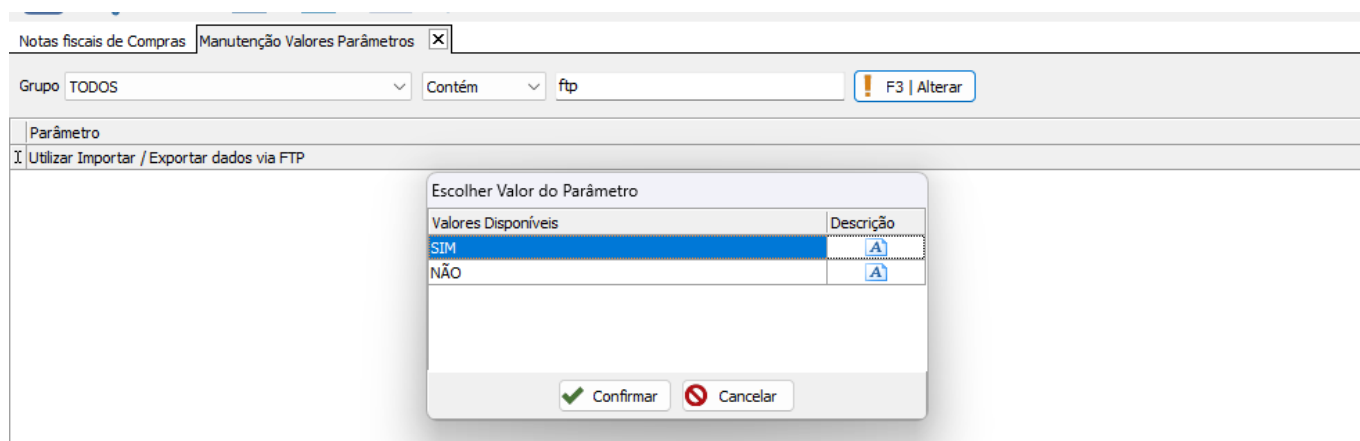 Notas fiscais de Compras Manutenção Valores Parâmetros X
Grupo TODOS Contém ftp F3 | Alterar
Parâmetro
Utilizar Importar / Exportar dados via FTP
Escolher Valor do Parâmetro
Valores Disponíveis Descrição
SIM A
NÃO A
Confirmar Cancelar